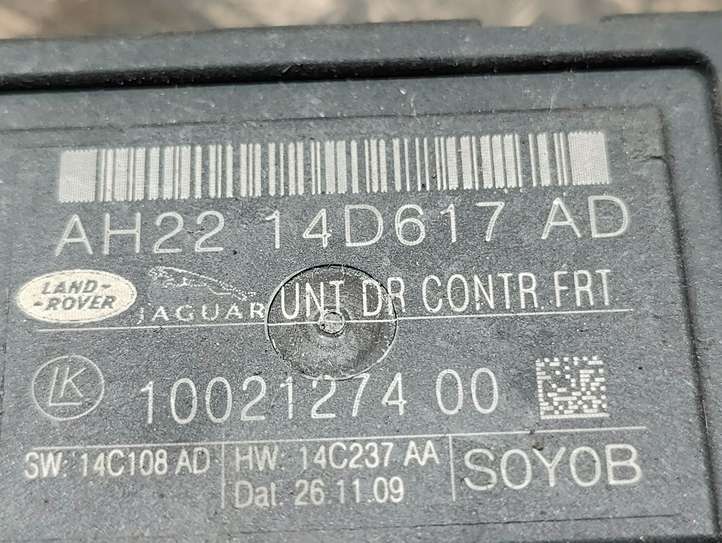 AH22 14D617 AD
LAND-
-ROVER
JAGUAR
UNT DR CONTR FRT
LK
10021274 00
SW: 14C108 AD
HW: 14C237 AA
Dat. 26.11.09
SOYOB